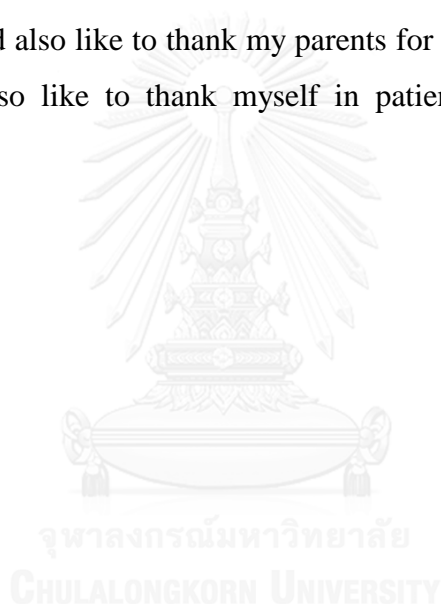 d also like to thank my parents for
so like to thank myself in patien
จุฬาลงกรณ์มหาวิทยาลัย
CHULALONGKORN UNIVERSITY